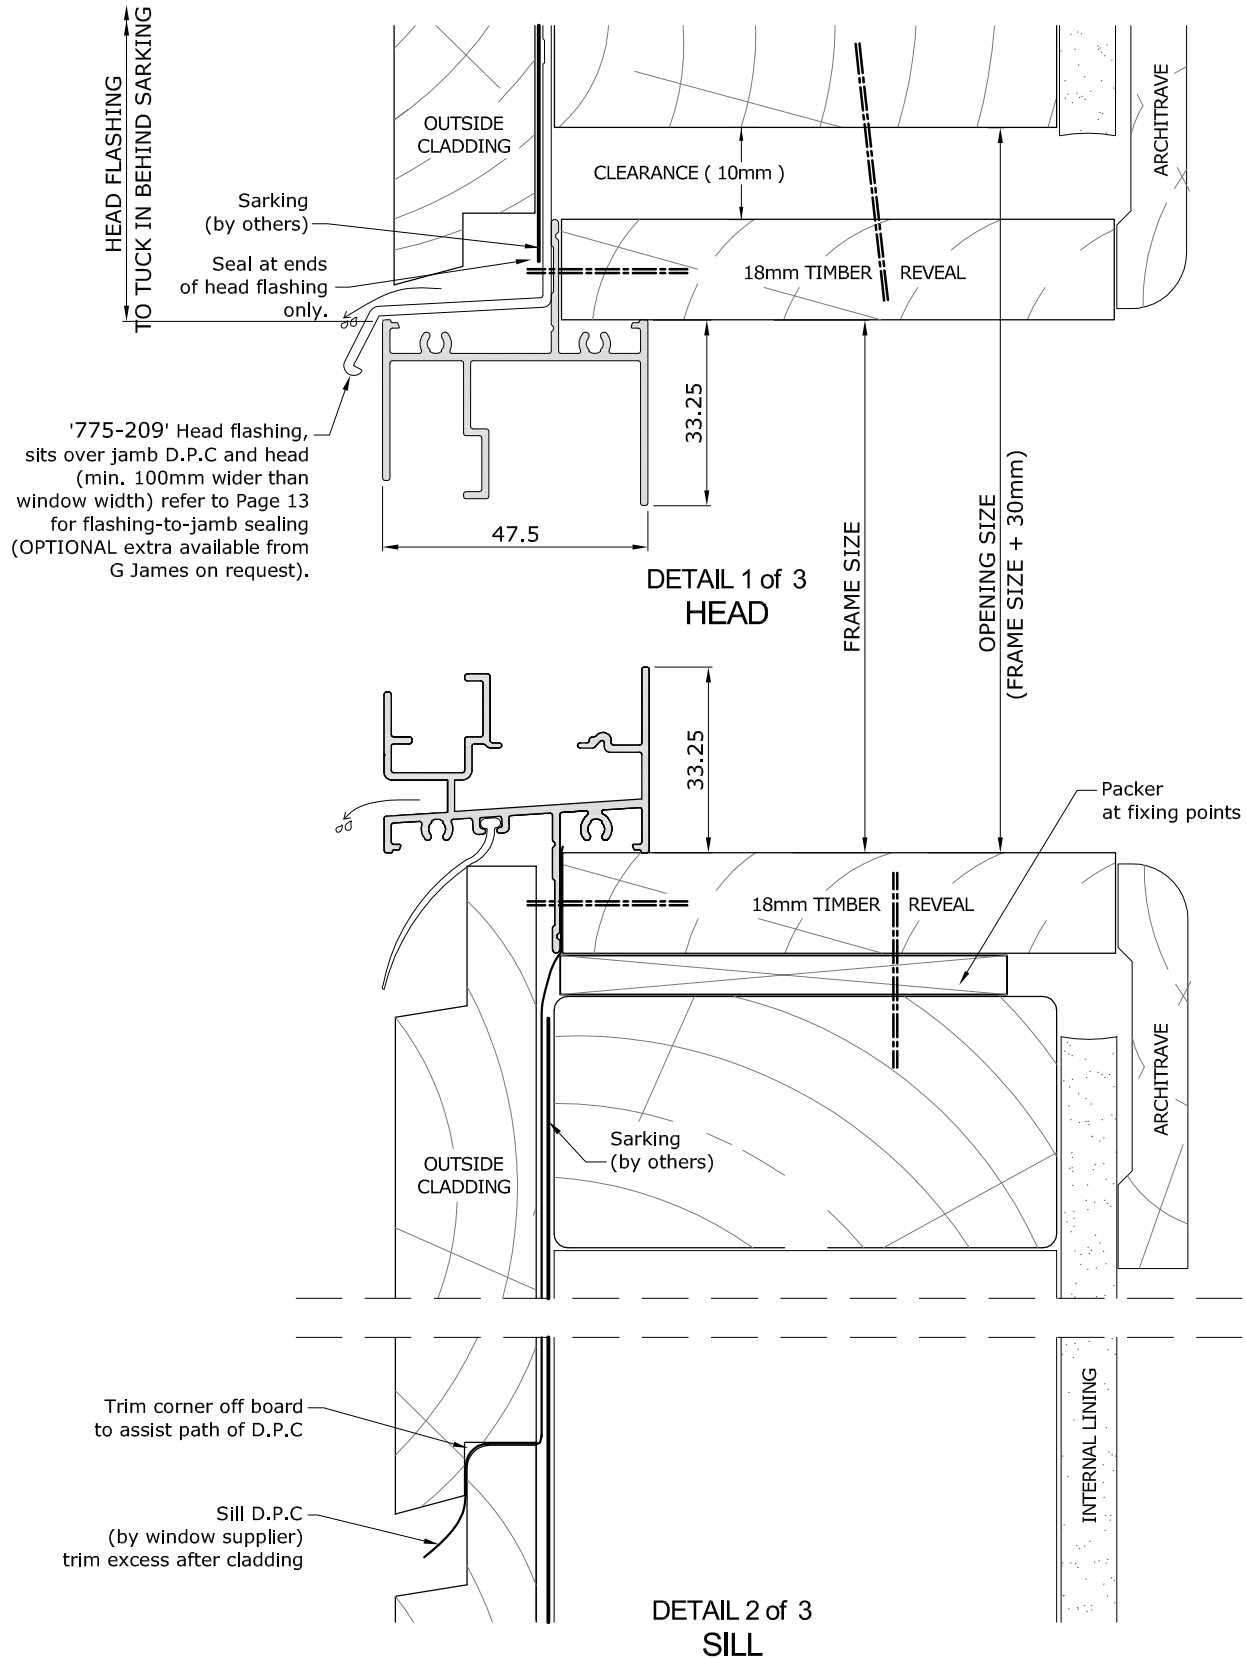 HEAD FLASHING
TO TUCK IN BEHIND SARKING
OUTSIDE
CLADDING
ARCHITRAVE
CLEARANCE ( 10mm )
Sarking
(by others)
Seal at ends
of head flashing
only.
18mm TIMBER REVEAL
'775-209' Head flashing,
sits over jamb D.P.C and head
(min. 100mm wider than
window width) refer to Page 13
for flashing-to-jamb sealing
(OPTIONAL extra available from
G James on request).
33.25
47.5
FRAME SIZE
OPENING SIZE
(FRAME SIZE + 30mm)
DETAIL 1 of 3
HEAD
33.25
Packer
at fixing points
18mm TIMBER REVEAL
ARCHITRAVE
Sarking
(by others)
OUTSIDE
CLADDING
Trim corner off board
to assist path of D.P.C
INTERNAL LINING
Sill D.P.C
(by window supplier)
trim excess after cladding
DETAIL 2 of 3
SILL